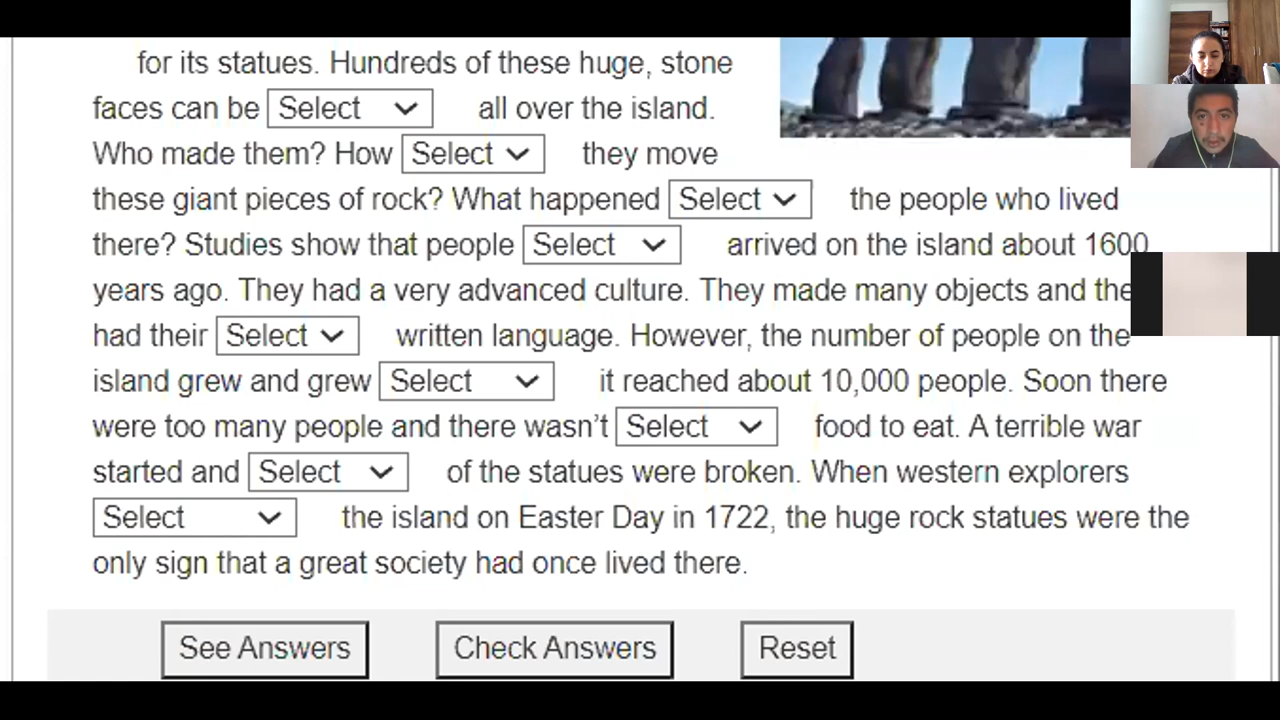 for its statues. Hundreds of these huge, stone
faces can be Select all over the island.
Who made them? How Select they move
these giant pieces of rock? What happened Select the people who lived
there? Studies show that people Select arrived on the island about 1600
years ago. They had a very advanced culture. They made many objects and the
had their Select written language. However, the number of people on the
island grew and grew Select it reached about 10,000 people. Soon there
were too many people and there wasn't Select food to eat. A terrible war
started and Select of the statues were broken. When western explorers
Select the island on Easter Day in 1722, the huge rock statues were the
only sign that a great society had once lived there.
See Answers Check Answers Reset